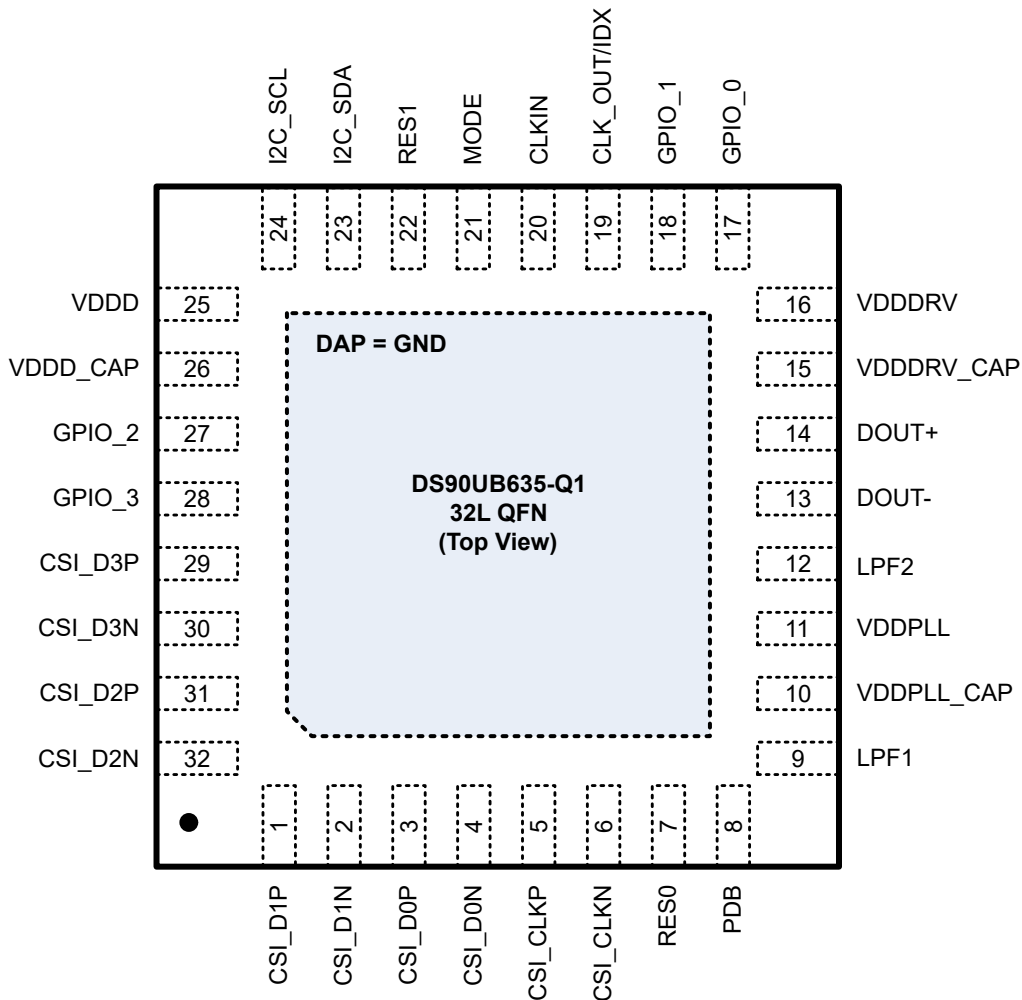 I2C_SCL
I2C_SDA
RES1
MODE
CLKIN
CLK_OUT/IDX
GPIO_1
GPIO_0
24
23
22
21
20
19
18
17
VDDD
25
16
VDDDRV
VDDD_CAP
26
15
VDDDRV_CAP
GPIO_2
27
14
DOUT+
GPIO_3
28
13
DOUT-
CSI_D3P
29
12
LPF2
CSI_D3N
30
11
VDDPLL
CSI_D2P
31
10
VDDPLL_CAP
CSI_D2N
32
9
LPF1
DAP = GND
DS90UB635-Q1
32L QFN
(Top View)
1
2
3
4
5
6
7
8
CSI_D1P
CSI_D1N
CSI_D0P
CSI_D0N
CSI_CLKP
CSI_CLKN
RES0
PDB